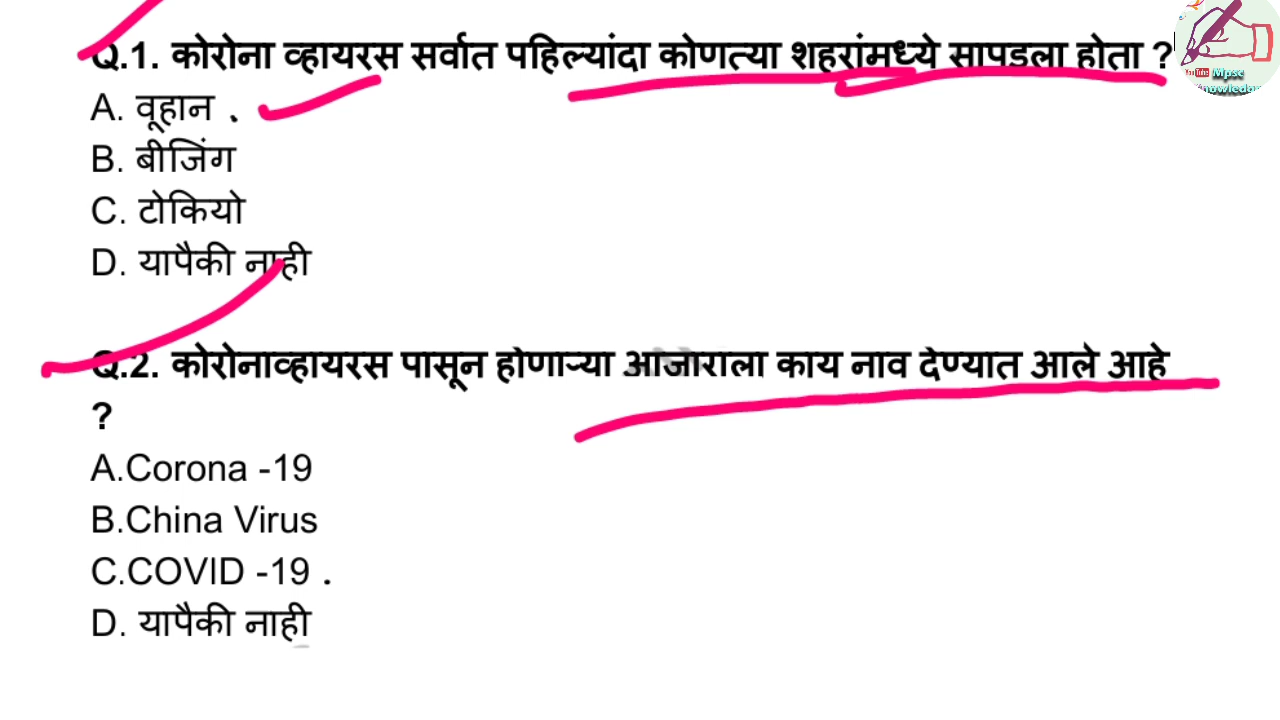 Q.1. कोरोना व्हायरस सर्वात पहिल्यांदा कोणत्या शहरांमध्ये सापडला होता ?
A. वूहान .
B. बीजिंग
C. टोकियो
D. यापैकी नाही
Q.2. कोरोनाव्हायरस पासून होणाऱ्या आजाराला काय नाव देण्यात आले आहे
?
A.Corona -19
B.China Virus
C.COVID -19 .
D. यापैकी नाही
Mpsc